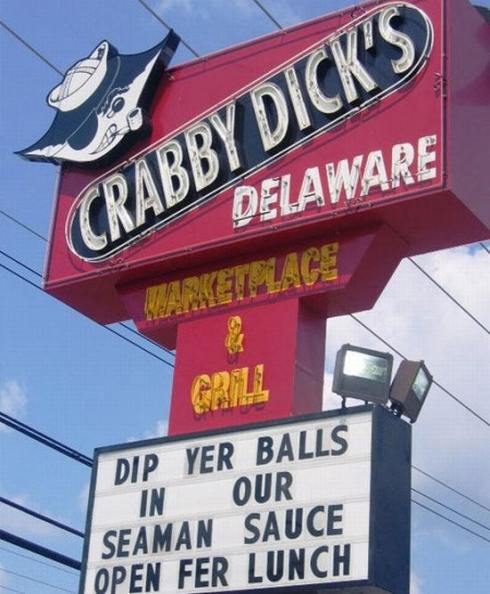 CRABBY DICK'S
DELAWARE
MARKETPLACE
&
GRILL
DIP YER BALLS
IN OUR
SEAMAN SAUCE
OPEN FER LUNCH